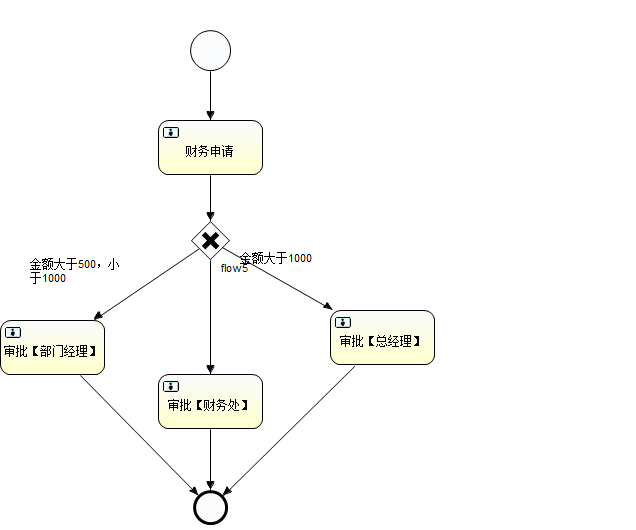 财务申请
金额大于500，小
于1000
金额大于1000
flow5
审批【部门经理】
审批【总经理】
审批【财务处】